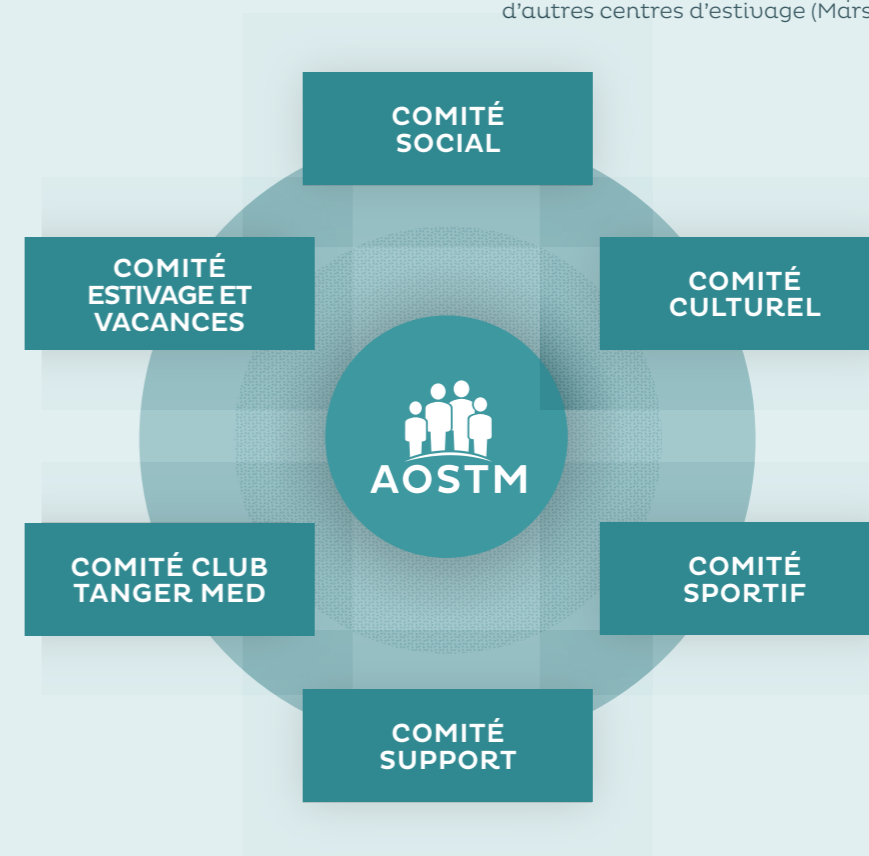 d'autres centres d'estivage (Mars
COMITÉ
SOCIAL
COMITÉ
ESTIVAGE ET
VACANCES
COMITÉ
CULTUREL
AOSTM
COMITÉ CLUB
TANGER MED
COMITÉ
SPORTIF
COMITÉ
SUPPORT